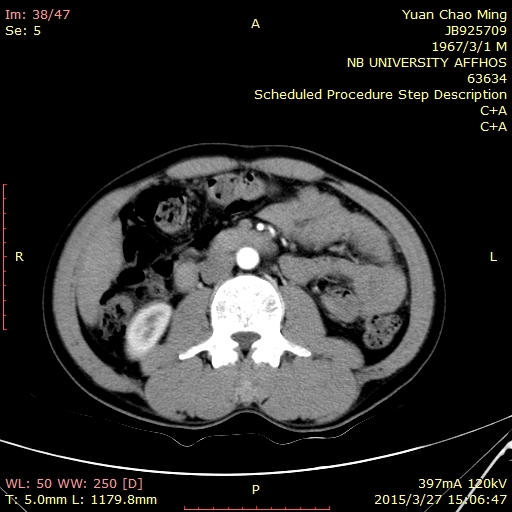 Im: 38/47
Se: 5
A
Yuan Chao Ming
JB925709
1967/3/1 M
NB UNIVERSITY AFFHOS
63634
Scheduled Procedure Step Description
C+A
C+A
R
L
WL: 50 WW: 250 [D]
T: 5.0mm L: 1179.8mm
P
397mA 120kV
2015/3/27 15:06:47